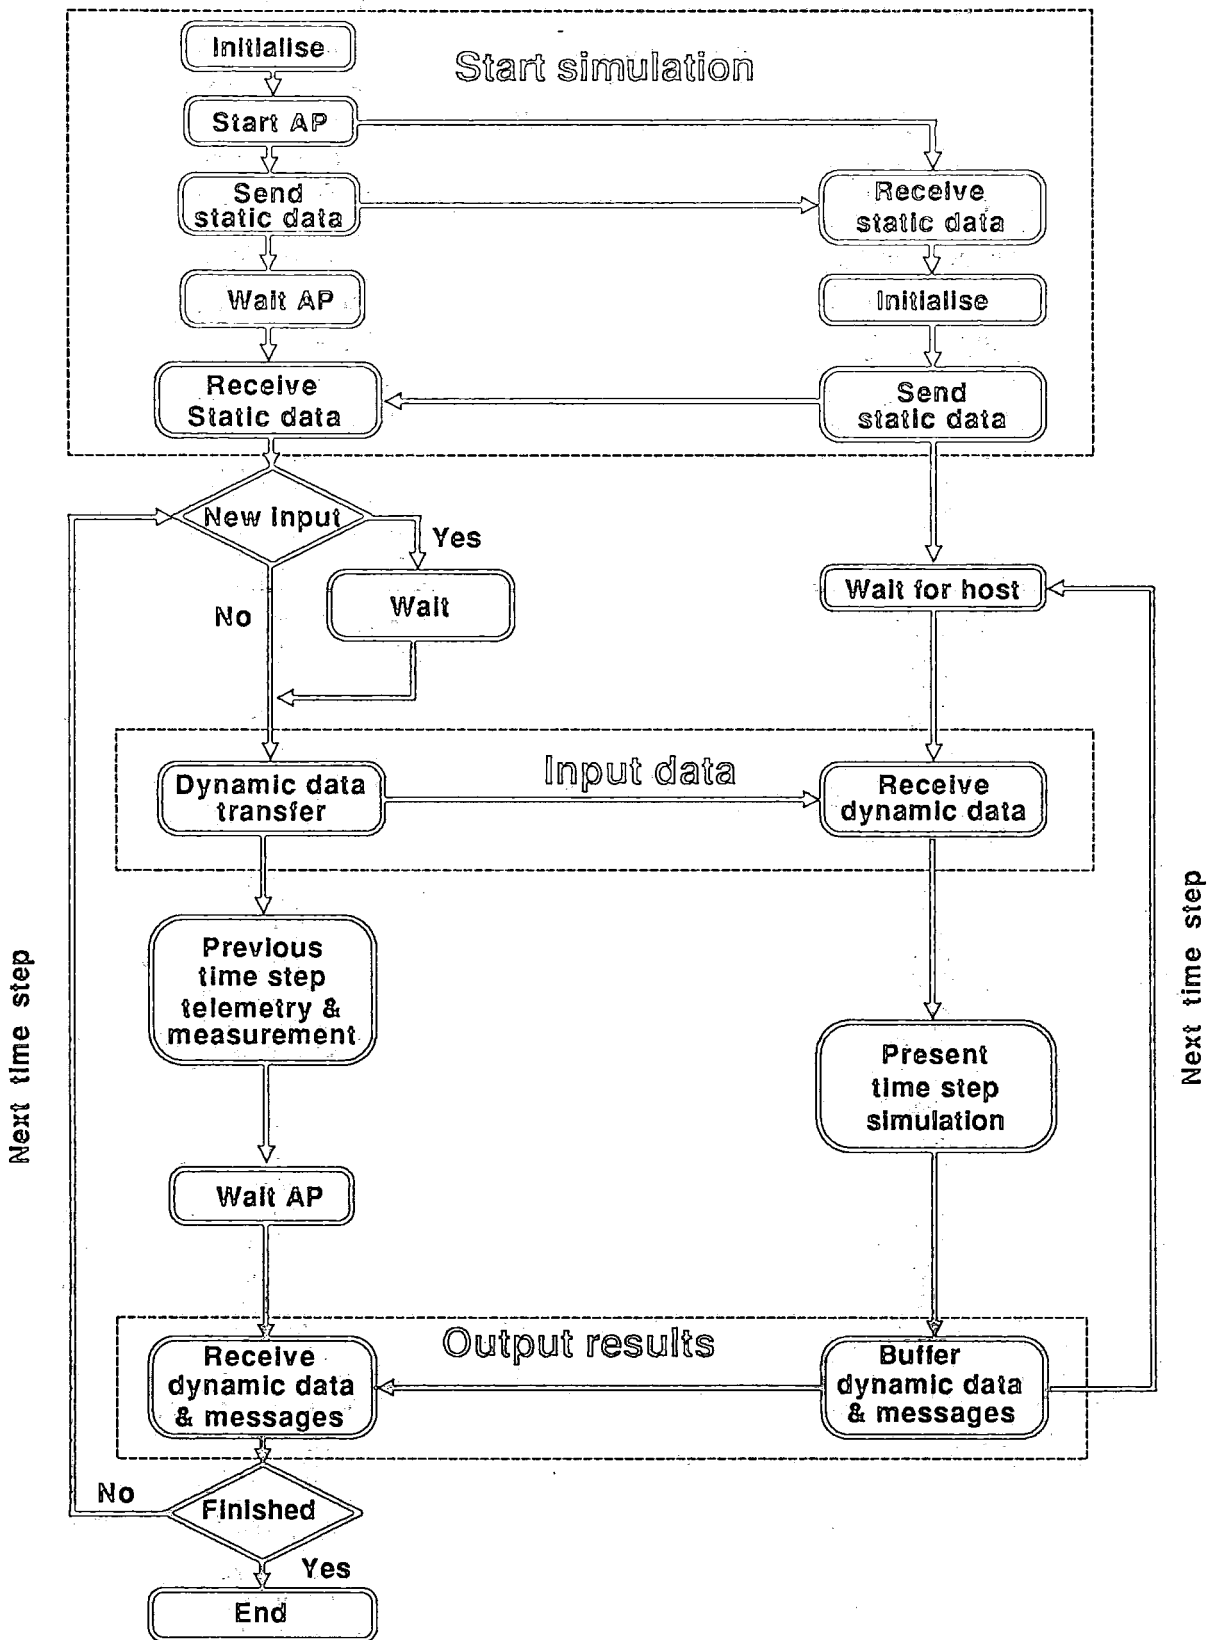 Initialise
Start simulation
Start AP
Send
static data
Receive
static data
Wait AP
Initialise
Receive
Static data
Send
static data
New input
Yes
No
Wait
Wait for host
Input data
Dynamic data
transfer
Receive
dynamic data
Previous
time step
telemetry &
measurement
Present
time step
simulation
Next time step
Next time step
Wait AP
Output results
Receive
dynamic data
& messages
Buffer
dynamic data
& messages
No
Finished
Yes
End